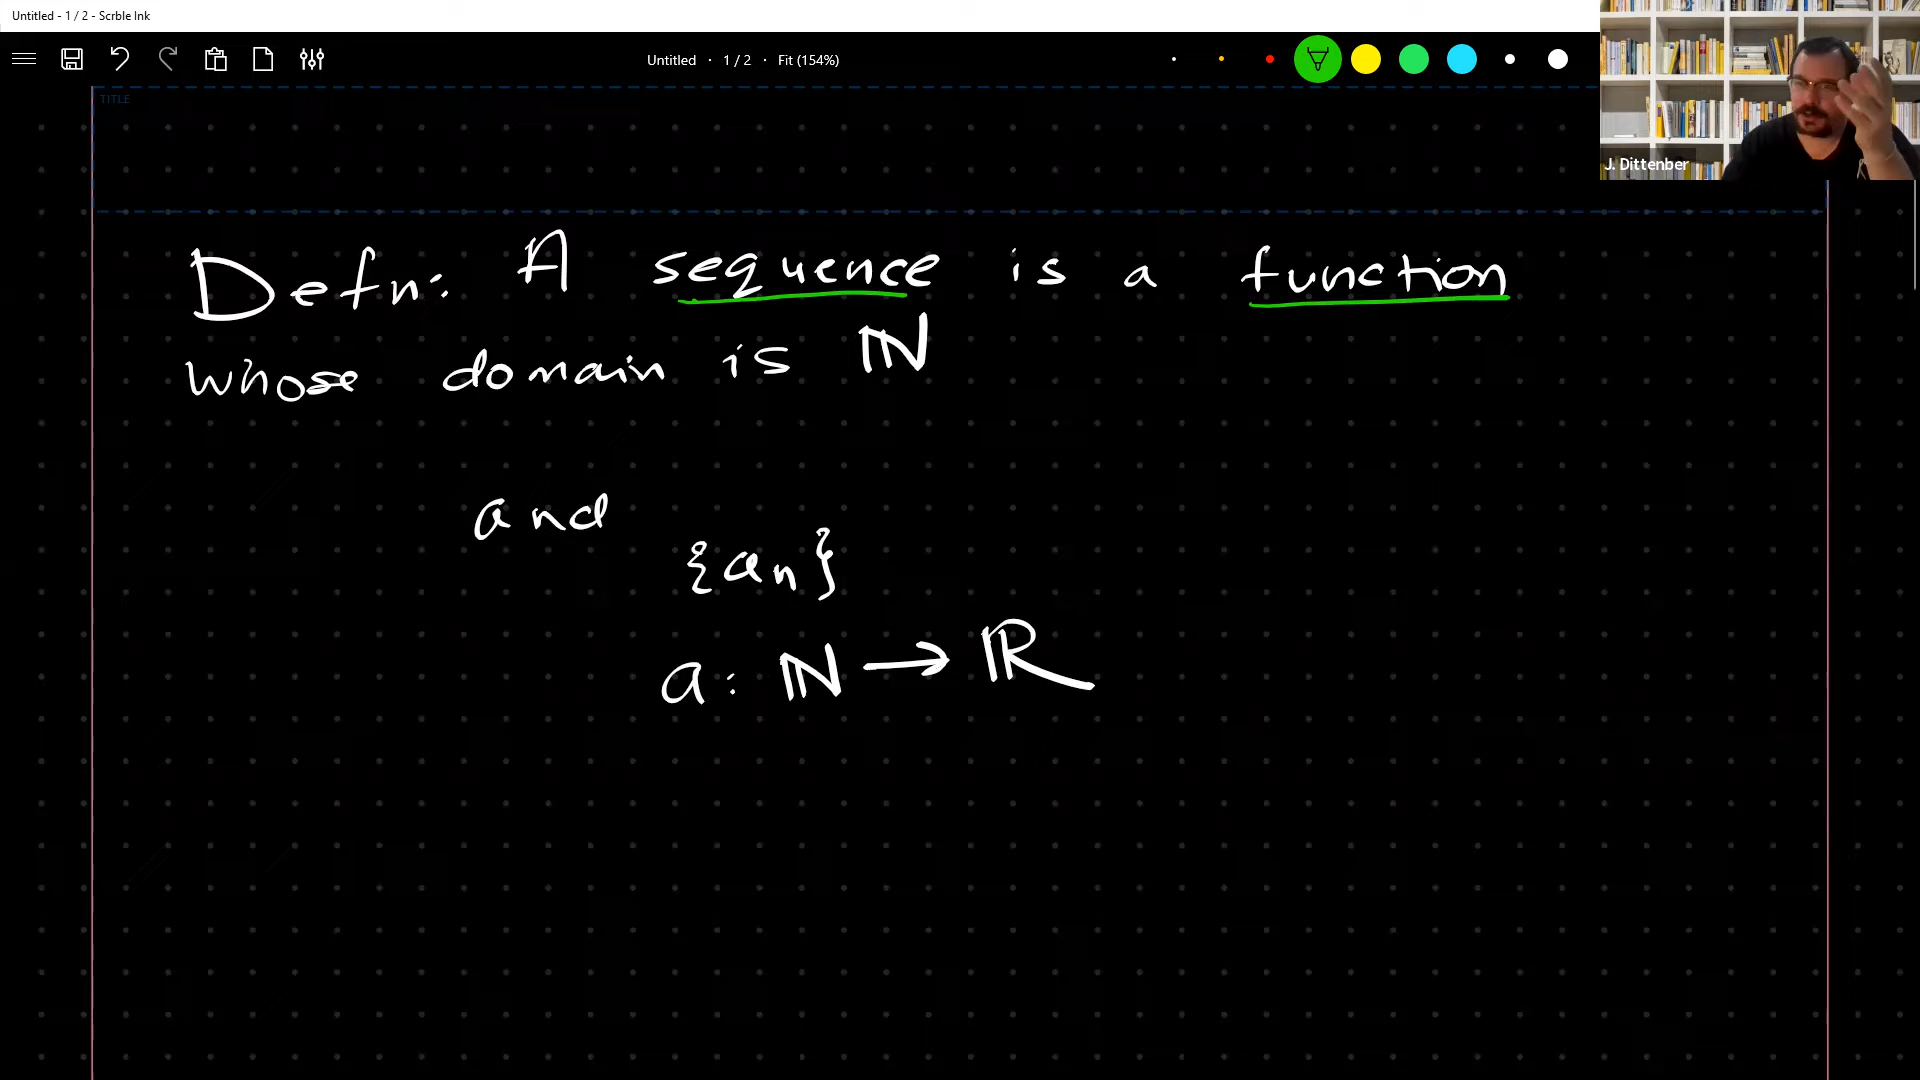 Untitled - 1 / 2 - Scrble Ink
Untitled · 1 / 2 · Fit (154%)
J. Dittenber
TITLE
Defn: A sequence is a function
whose domain is ℕ
and
{aₙ}
a: ℕ → ℝ